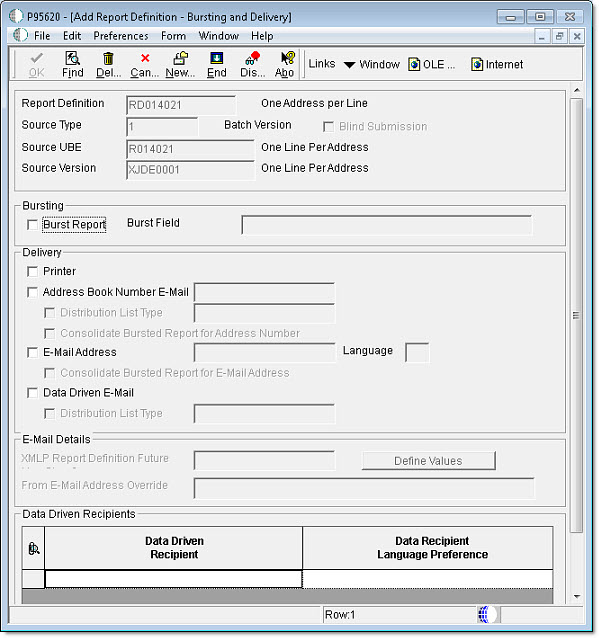 P95620 - [Add Report Definition - Bursting and Delivery]
File Edit Preferences Form Window Help
OK Find Del... Can... New... End Dis... Abo Links Window OLE ... Internet
Report Definition RD014021 One Address per Line
Source Type 1 Batch Version Blind Submission
Source UBE R014021 One Line Per Address
Source Version XJDE0001 One Line Per Address
Bursting
Burst Report Burst Field
Delivery
Printer
Address Book Number E-Mail
Distribution List Type
Consolidate Bursted Report for Address Number
E-Mail Address Language
Consolidate Bursted Report for E-Mail Address
Data Driven E-Mail
Distribution List Type
E-Mail Details
XMLP Report Definition Future
Define Values
From E-Mail Address Override
Data Driven Recipients
Data Driven Recipient
Data Recipient Language Preference
Row:1